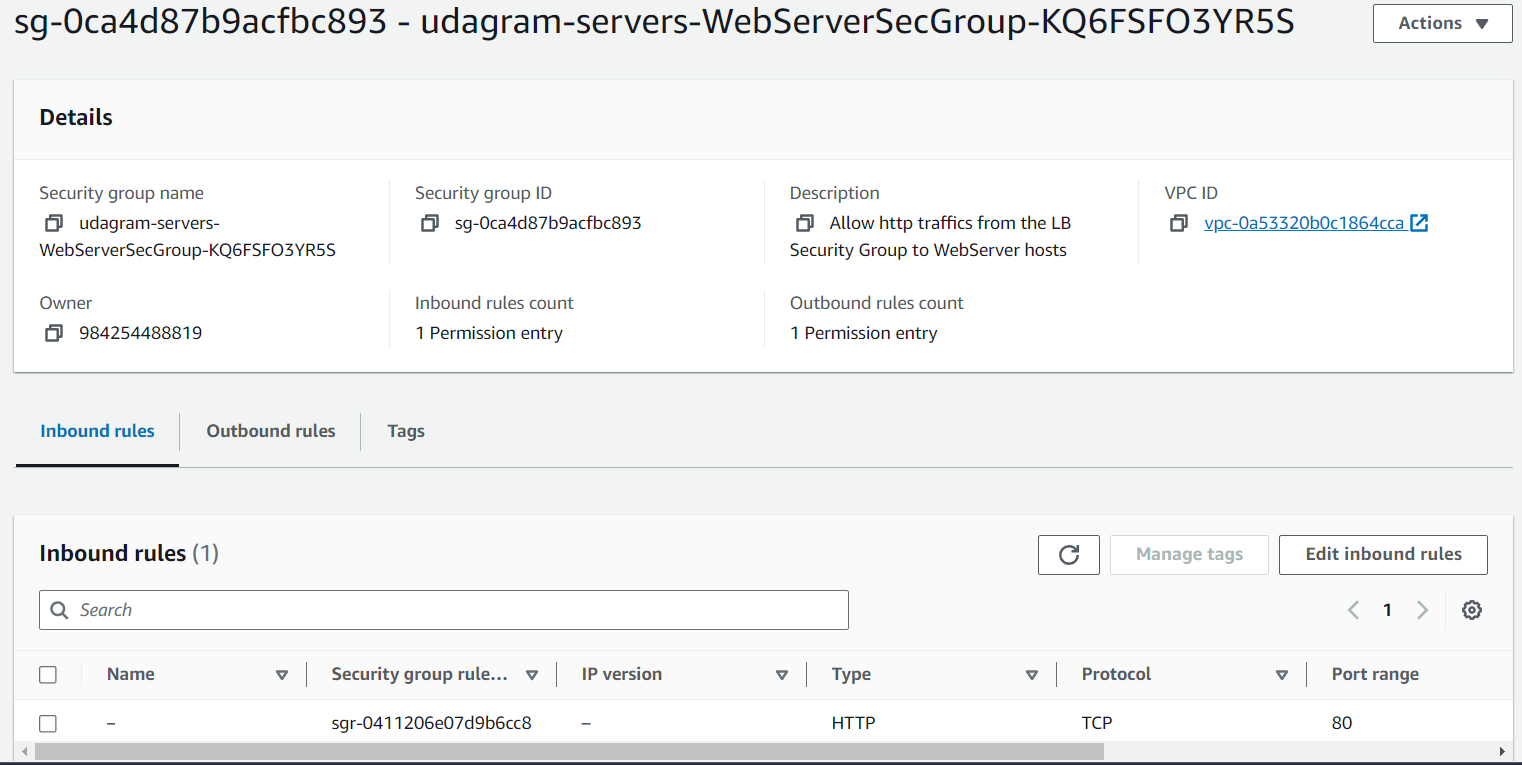 sg-0ca4d87b9acfbc893 - udagram-servers-WebServerSecGroup-KQ6FSFO3YR5S
Actions
Details
Security group name
udagram-servers-
WebServerSecGroup-KQ6FSFO3YR5S
Security group ID
sg-0ca4d87b9acfbc893
Description
Allow http traffics from the LB
Security Group to WebServer hosts
VPC ID
vpc-0a53320b0c1864cca
Owner
984254488819
Inbound rules count
1 Permission entry
Outbound rules count
1 Permission entry
Inbound rules
Outbound rules
Tags
Inbound rules (1)
Manage tags
Edit inbound rules
Search
1
Name
Security group rule...
IP version
Type
Protocol
Port range
–
sgr-0411206e07d9b6cc8
–
HTTP
TCP
80